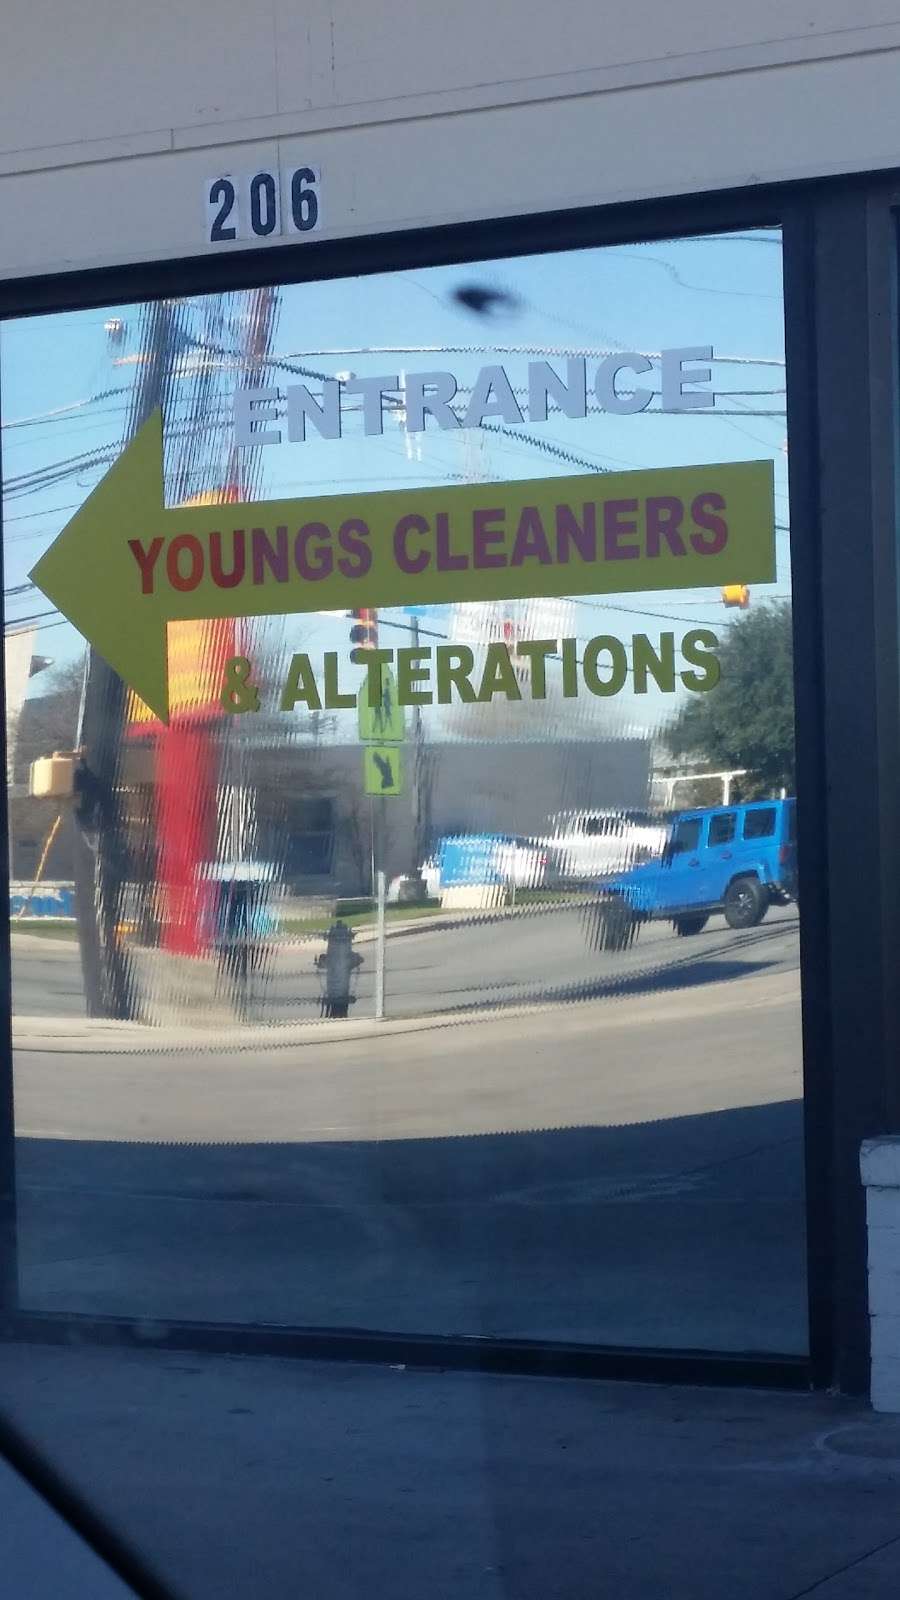 206
ENTRANCE
YOUNGS CLEANERS
& ALTERATIONS